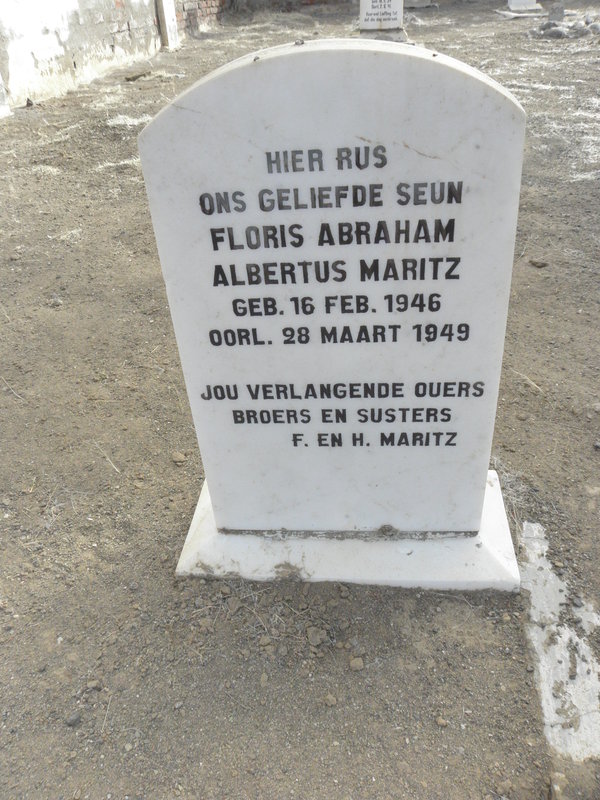 HIER RUS
ONS GELIEFDE SEUN
FLORIS ABRAHAM
ALBERTUS MARITZ
GEB. 16 FEB. 1946
OORL. 28 MAART 1949
JOU VERLANGENDE OUERS
BROERS EN SUSTERS
F. EN H. MARITZ